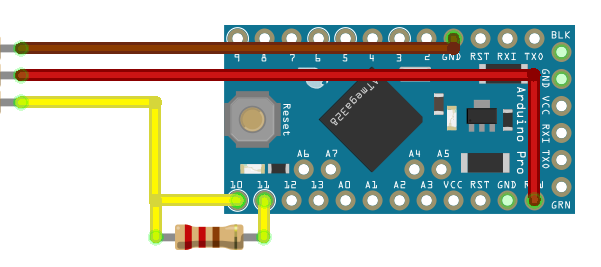 BLK
9 8 7 6 5 4 3 2 GND RST RXI TXO
GND
VCC
RXI
TXO
GRN
ATmega328
Arduino Pro
Reset
A6 A7 A4 A5
10 11 12 13 A0 A1 A2 A3 VCC RST GND